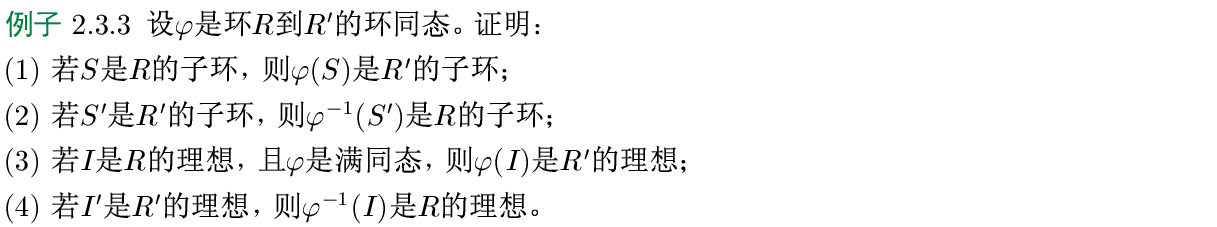 例子 2.3.3 设φ是环R到R′的环同态。证明：
(1) 若S是R的子环，则φ(S)是R′的子环；
(2) 若S′是R′的子环，则φ⁻¹(S′)是R的子环；
(3) 若I是R的理想，且φ是满同态，则φ(I)是R′的理想；
(4) 若I′是R′的理想，则φ⁻¹(I)是R的理想。